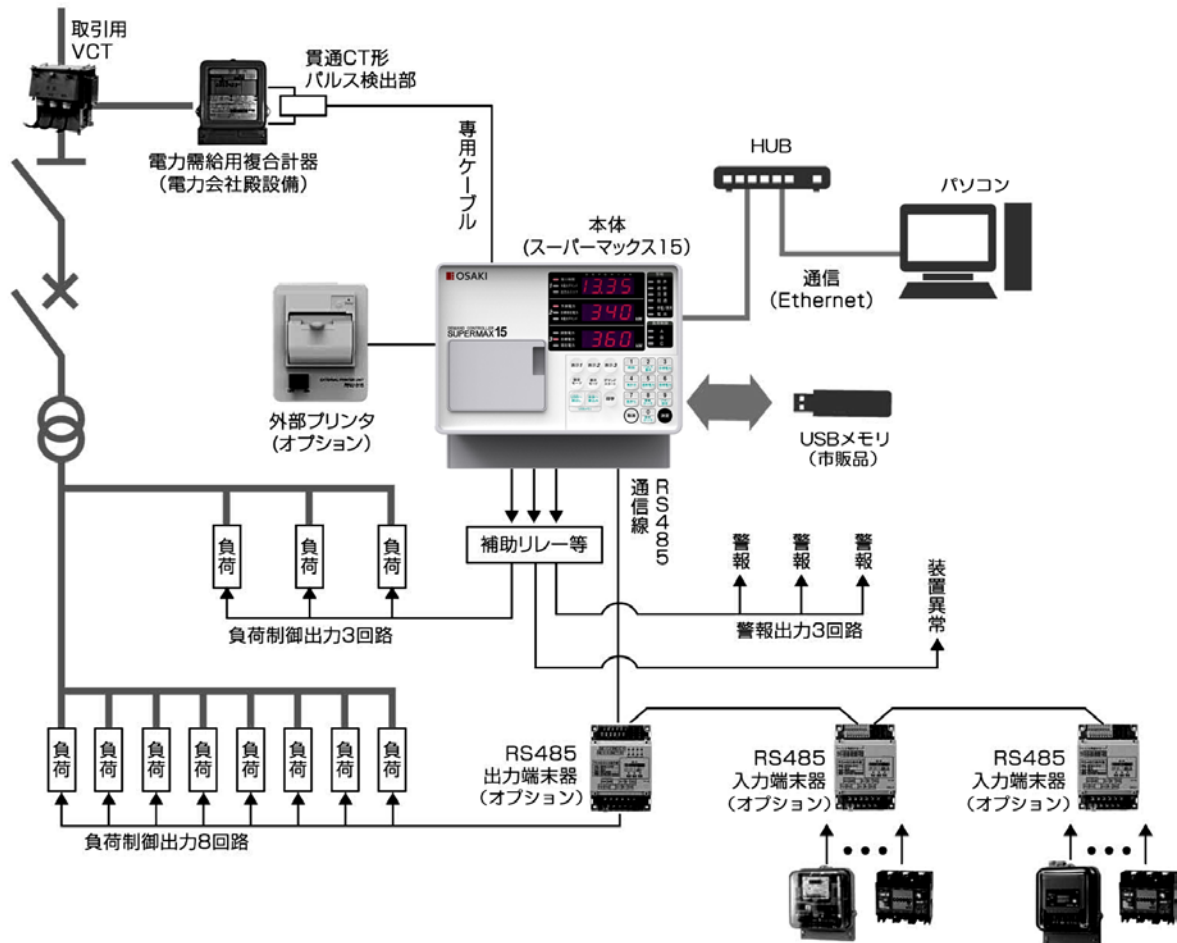 取引用
VCT
貫通CT形
パルス検出部
電力需給用複合計器
(電力会社殿設備)
専用ケーブル
HUB
パソコン
本体
(スーパーマックス15)
通信
(Ethernet)
OSAKI
13.35
340
360
DEMAND CONTROLLER
SUPERMAX 15
外部プリンタ
(オプション)
USBメモリ
(市販品)
RS485
通信線
補助リレー等
負荷
負荷
負荷
負荷制御出力3回路
警報
警報
警報
警報出力3回路
装置異常
負荷
負荷
負荷
負荷
負荷
負荷
負荷
負荷
負荷制御出力8回路
RS485
出力端末器
(オプション)
RS485
入力端末器
(オプション)
RS485
入力端末器
(オプション)